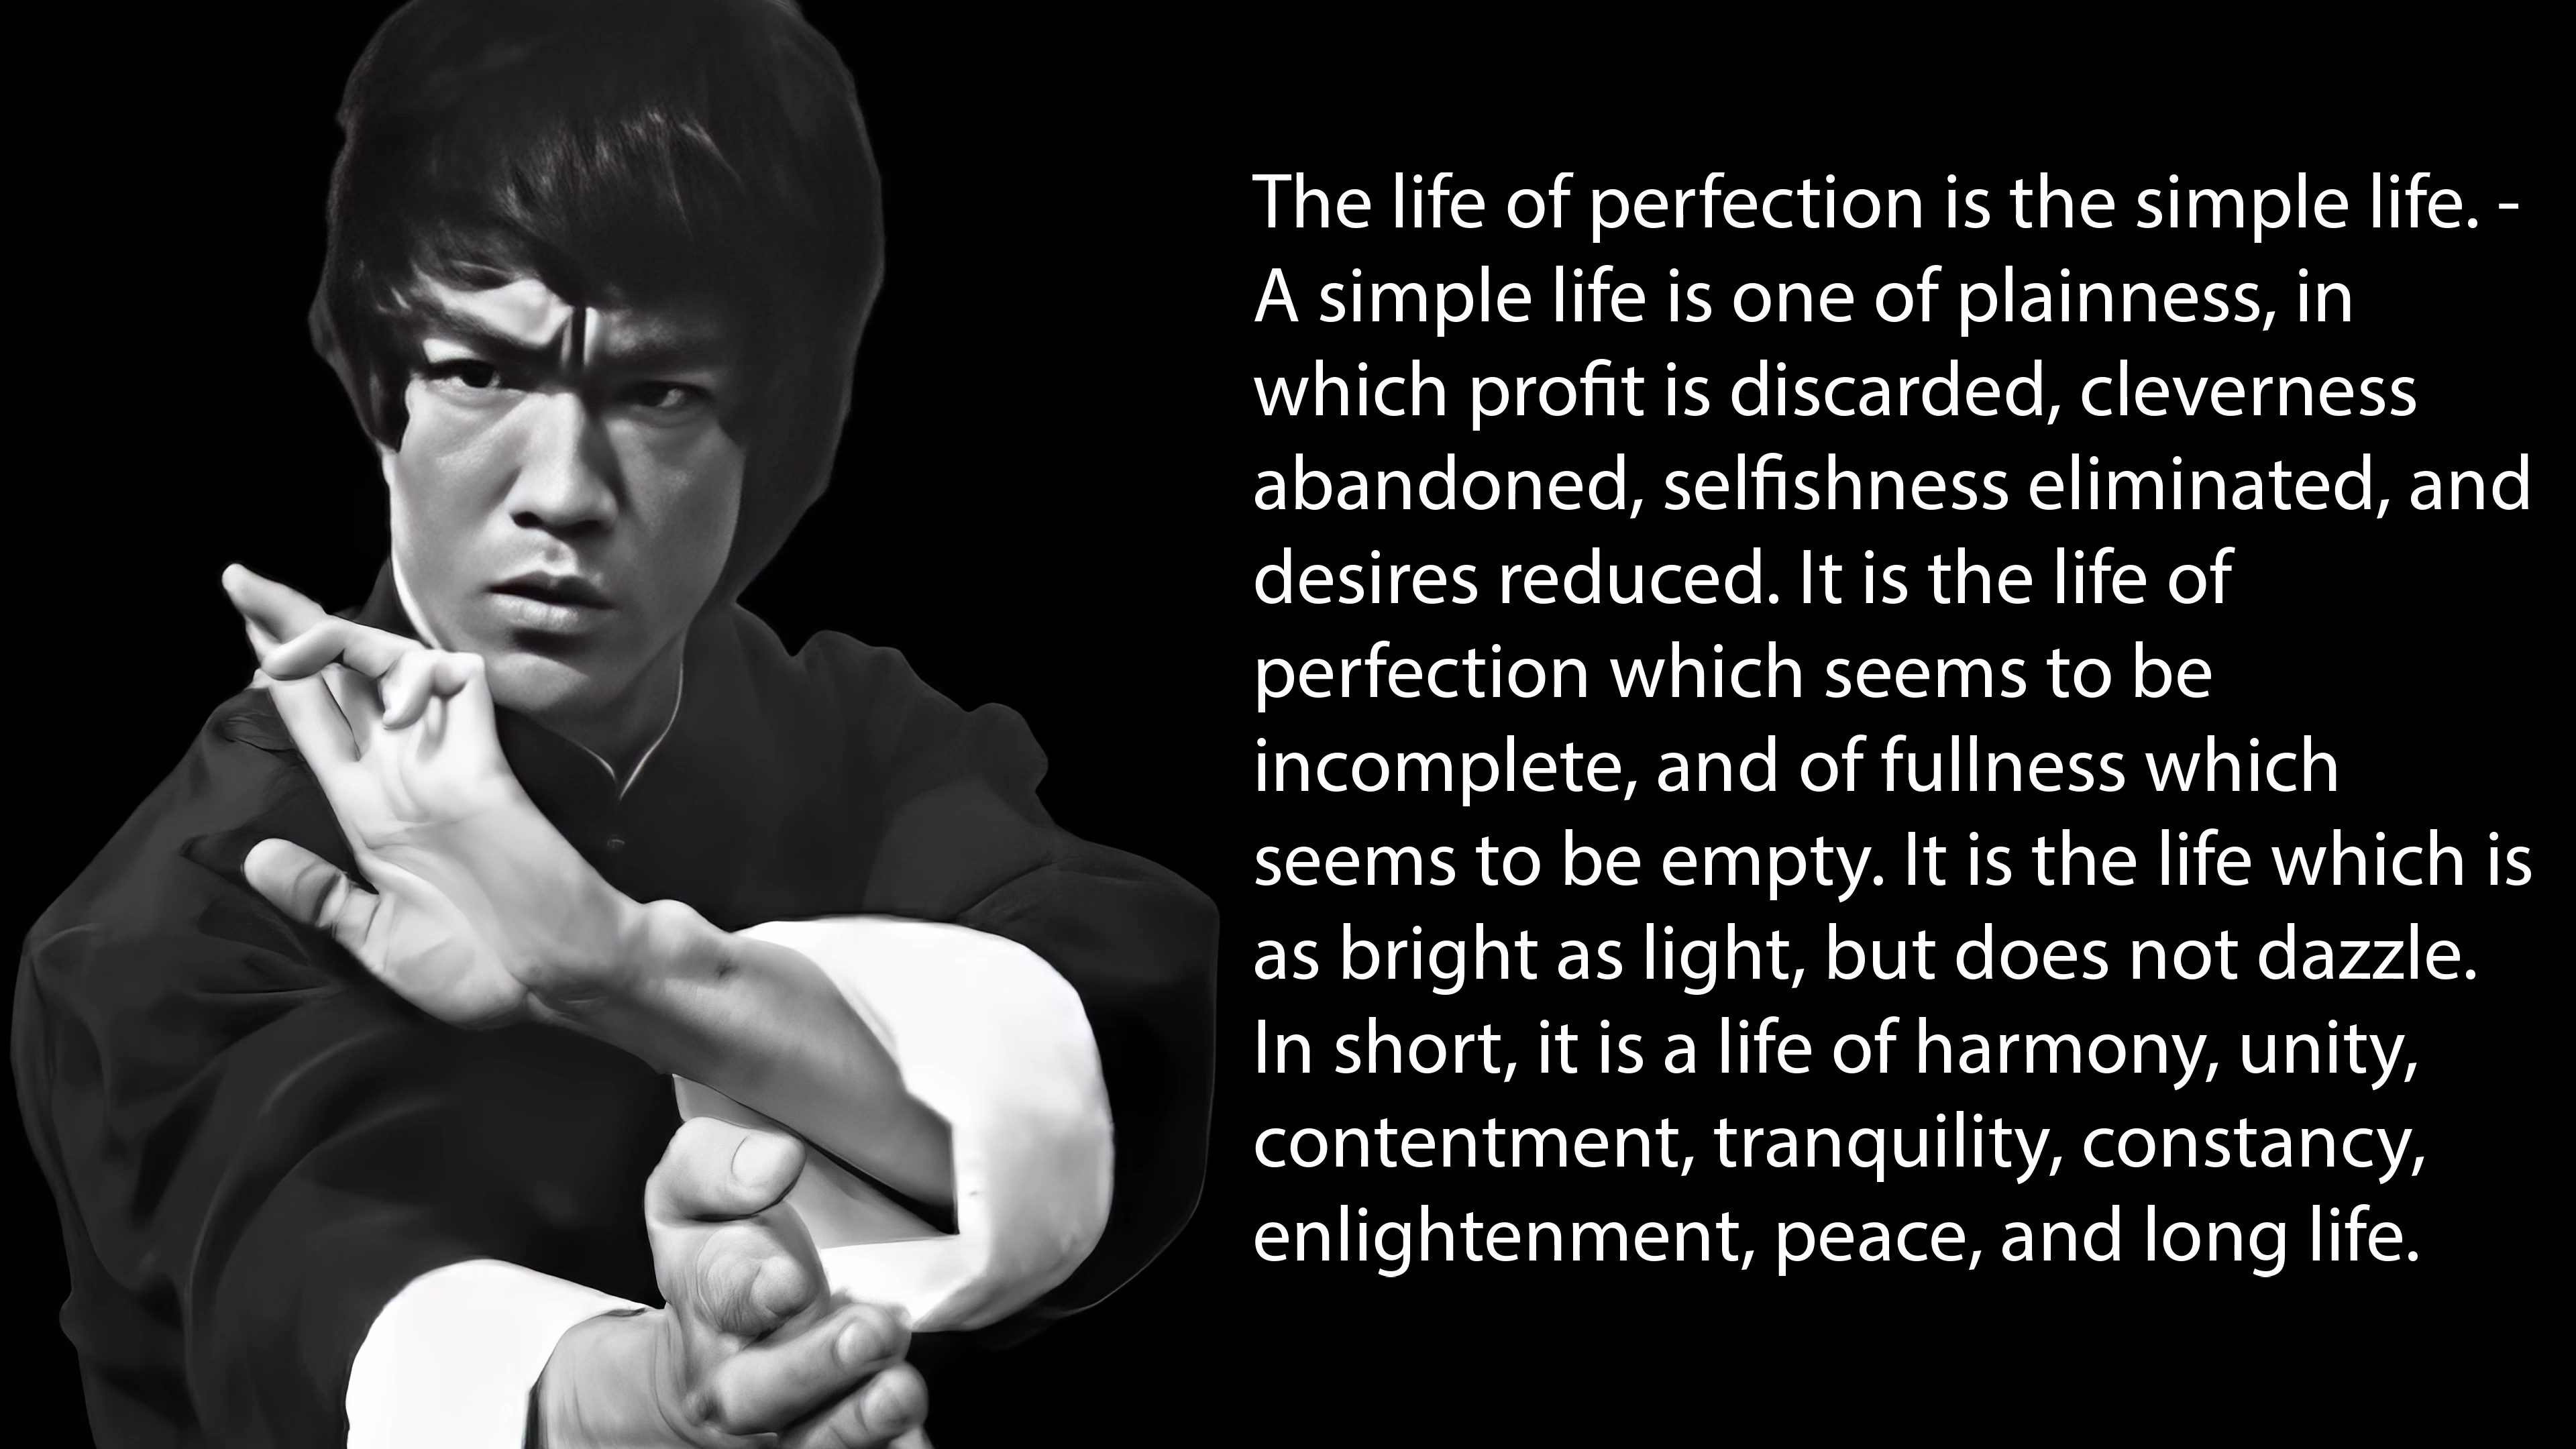 The life of perfection is the simple life. -
A simple life is one of plainness, in
which profit is discarded, cleverness
abandoned, selfishness eliminated, and
desires reduced. It is the life of
perfection which seems to be
incomplete, and of fullness which
seems to be empty. It is the life which is
as bright as light, but does not dazzle.
In short, it is a life of harmony, unity,
contentment, tranquility, constancy,
enlightenment, peace, and long life.